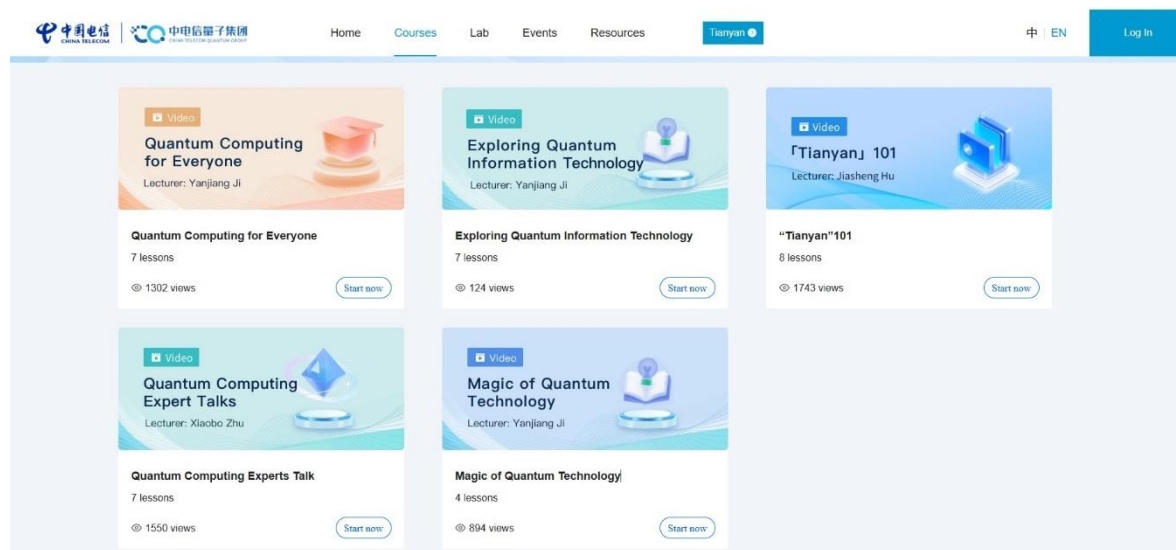 中国电信 CHINA TELECOM 中电信量子集团 CHINA TELECOM QUANTUM GROUP Home Courses Lab Events Resources Tianyan 中 | EN Log In
Video
Quantum Computing
for Everyone
Lecturer: Yanjiang Ji
Quantum Computing for Everyone
7 lessons
1302 views Start now
Video
Exploring Quantum
Information Technology
Lecturer: Yanjiang Ji
Exploring Quantum Information Technology
7 lessons
124 views Start now
Video
「Tianyan」 101
Lecturer: Jiasheng Hu
“Tianyan”101
8 lessons
1743 views Start now
Video
Quantum Computing
Expert Talks
Lecturer: Xiaobo Zhu
Quantum Computing Experts Talk
7 lessons
1550 views Start now
Video
Magic of Quantum
Technology
Lecturer: Yanjiang Ji
Magic of Quantum Technology
4 lessons
894 views Start now